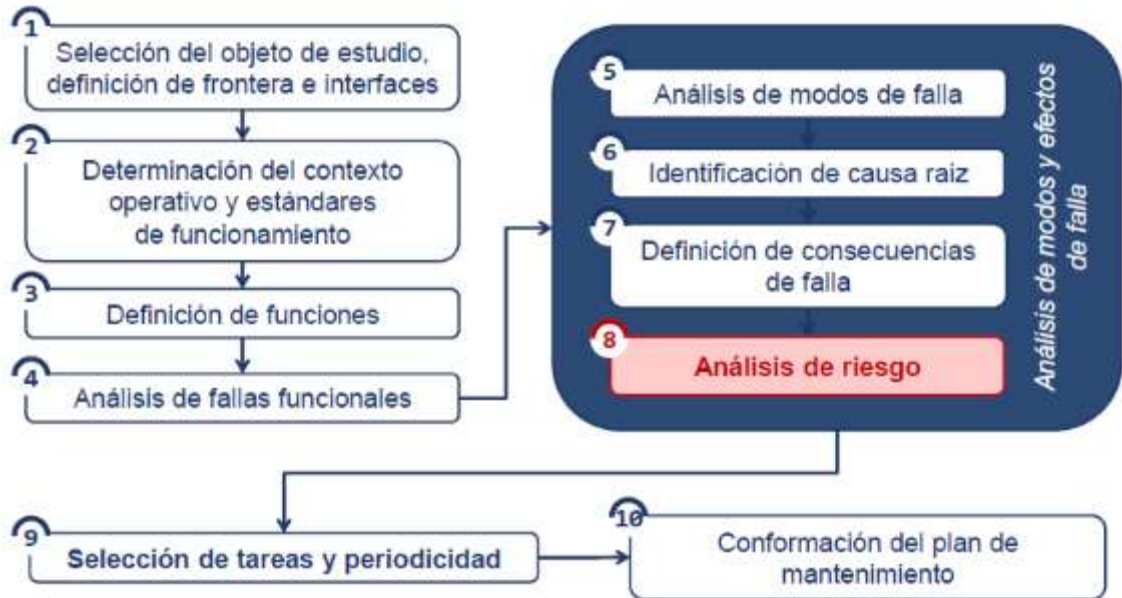 1
Selección del objeto de estudio,
definición de frontera e interfaces
2
Determinación del contexto
operativo y estándares
de funcionamiento
3
Definición de funciones
4
Análisis de fallas funcionales
5
Análisis de modos de falla
6
Identificación de causa raiz
7
Definición de consecuencias
de falla
8
Análisis de riesgo
Análisis de modos y efectos
de falla
9
Selección de tareas y periodicidad
10
Conformación del plan de
mantenimiento